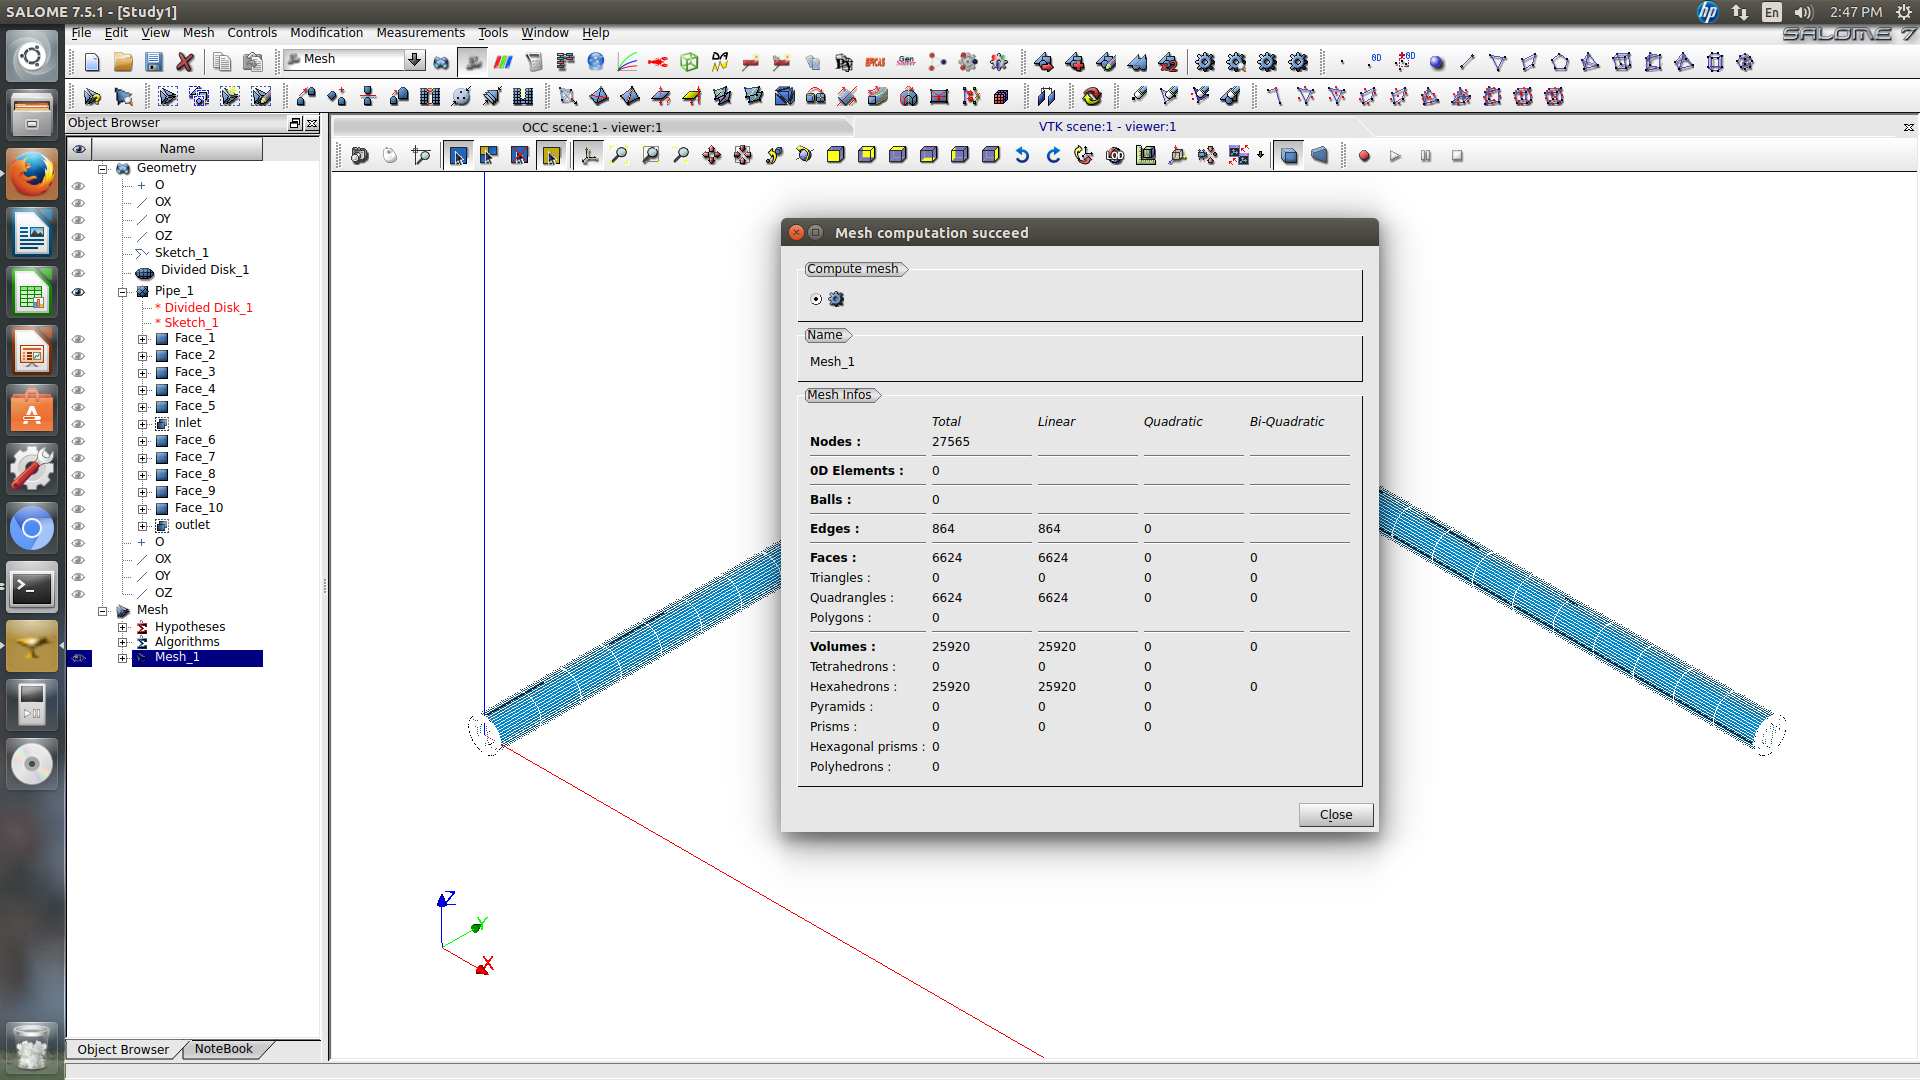 SALOME 7.5.1 - [Study1]
En
2:47 PM
File Edit View Mesh Controls Modification Measurements Tools Window Help
SALOME 7
Mesh
Object Browser
OCC scene:1 - viewer:1
VTK scene:1 - viewer:1
Name
Geometry
O
OX
OY
OZ
Sketch_1
Divided Disk_1
Pipe_1
* Divided Disk_1
* Sketch_1
Face_1
Face_2
Face_3
Face_4
Face_5
Inlet
Face_6
Face_7
Face_8
Face_9
Face_10
outlet
O
OX
OY
OZ
Mesh
Hypotheses
Algorithms
Mesh_1
Object Browser
NoteBook
Z
Y
X
Mesh computation succeed
Compute mesh
Name
Mesh_1
Mesh Infos
Total Linear Quadratic Bi-Quadratic
Nodes : 27565
0D Elements : 0
Balls : 0
Edges : 864 864 0
Faces : 6624 6624 0 0
Triangles : 0 0 0 0
Quadrangles : 6624 6624 0 0
Polygons : 0
Volumes : 25920 25920 0 0
Tetrahedrons : 0 0 0
Hexahedrons : 25920 25920 0 0
Pyramids : 0 0 0
Prisms : 0 0 0
Hexagonal prisms : 0
Polyhedrons : 0
Close